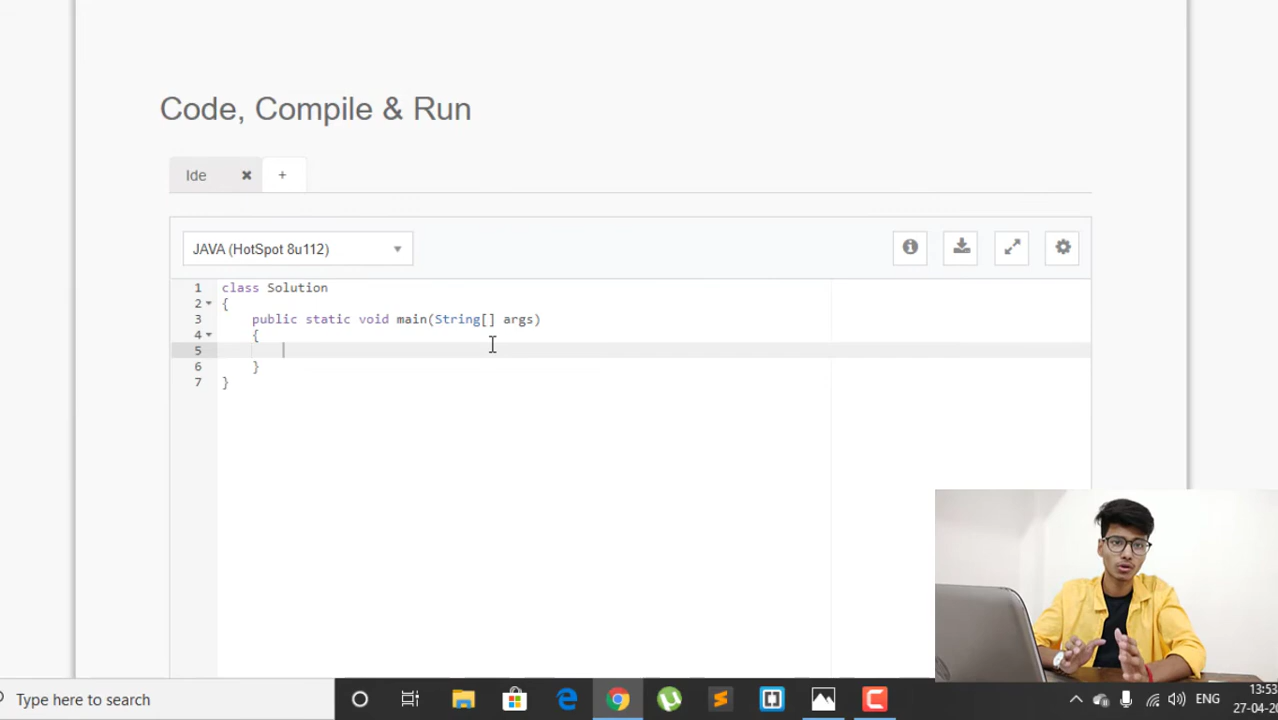 Code, Compile & Run
Ide ✖ +
JAVA (HotSpot 8u112)
1 class Solution
2 {
3 public static void main(String[] args)
4 {
5
6 }
7 }
Type here to search
ENG
13:53
27-04-20